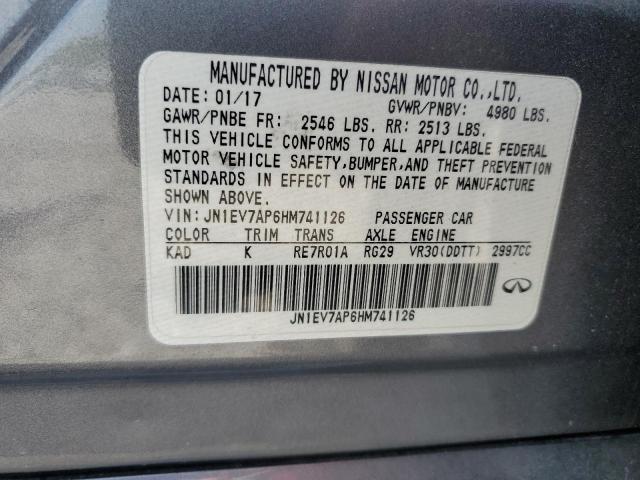 MANUFACTURED BY NISSAN MOTOR CO.,LTD.
DATE: 01/17 GVWR/PNBV: 4980 LBS.
GAWR/PNBE FR: 2546 LBS. RR: 2513 LBS.
THIS VEHICLE CONFORMS TO ALL APPLICABLE FEDERAL
MOTOR VEHICLE SAFETY,BUMPER,AND THEFT PREVENTION
STANDARDS IN EFFECT ON THE DATE OF MANUFACTURE
SHOWN ABOVE.
VIN: JN1EV7AP6HM741126 PASSENGER CAR
COLOR TRIM TRANS AXLE ENGINE
KAD K RE7R01A RG29 VR30(DDTT) 2997CC
JN1EV7AP6HM741126